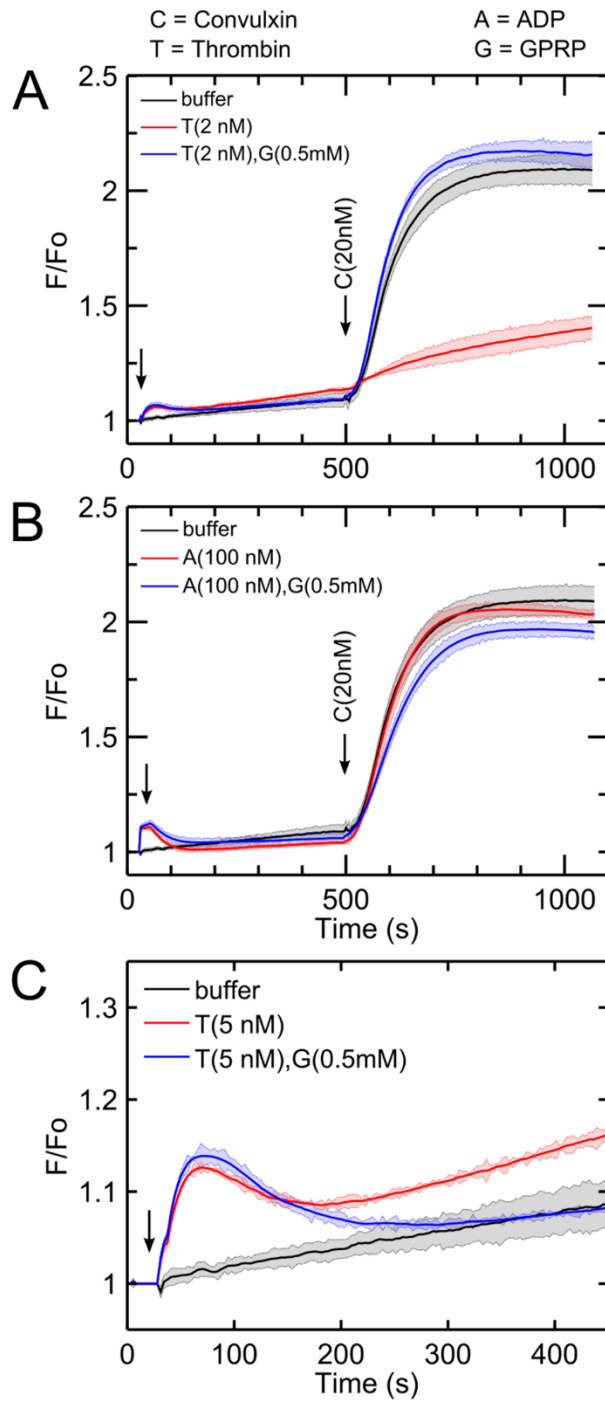 C = Convulxin A = ADP
T = Thrombin G = GPRP
A
2.5
buffer
T(2 nM)
T(2 nM),G(0.5mM)
2
C(20nM)
F/Fo
1.5
1
0 500 1000
B
2.5
buffer
A(100 nM)
A(100 nM),G(0.5mM)
2
C(20nM)
F/Fo
1.5
1
0 500 1000
Time (s)
C
buffer
1.3
T(5 nM)
T(5 nM),G(0.5mM)
1.2
F/Fo
1.1
1
0 100 200 300 400
Time (s)